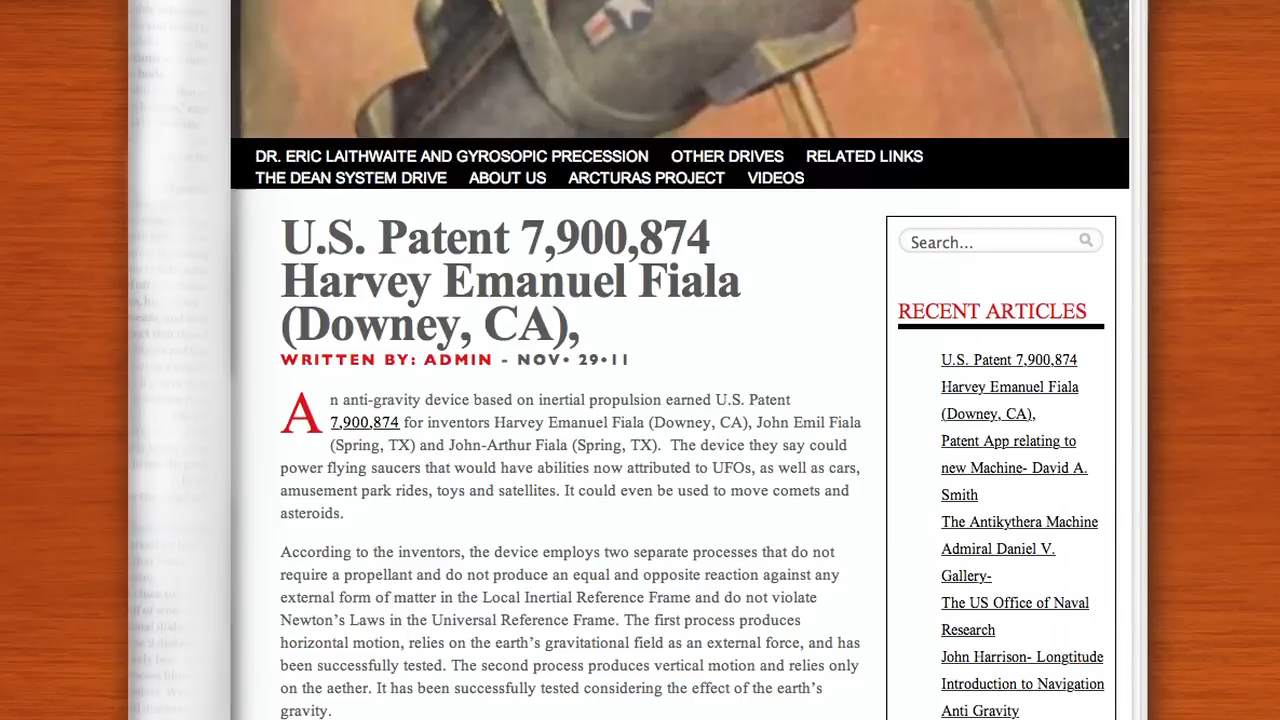 DR. ERIC LAITHWAITE AND GYROSOPIC PRECESSION OTHER DRIVES RELATED LINKS
THE DEAN SYSTEM DRIVE ABOUT US ARCTURAS PROJECT VIDEOS
U.S. Patent 7,900,874
Harvey Emanuel Fiala
(Downey, CA),
WRITTEN BY: ADMIN - NOV• 29•11
An anti-gravity device based on inertial propulsion earned U.S. Patent
7,900,874 for inventors Harvey Emanuel Fiala (Downey, CA), John Emil Fiala
(Spring, TX) and John-Arthur Fiala (Spring, TX). The device they say could
power flying saucers that would have abilities now attributed to UFOs, as well as cars,
amusement park rides, toys and satellites. It could even be used to move comets and
asteroids.
According to the inventors, the device employs two separate processes that do not
require a propellant and do not produce an equal and opposite reaction against any
external form of matter in the Local Inertial Reference Frame and do not violate
Newton's Laws in the Universal Reference Frame. The first process produces
horizontal motion, relies on the earth's gravitational field as an external force, and has
been successfully tested. The second process produces vertical motion and relies only
on the aether. It has been successfully tested considering the effect of the earth's
gravity.
Search...
RECENT ARTICLES
U.S. Patent 7,900,874
Harvey Emanuel Fiala
(Downey, CA),
Patent App relating to
new Machine- David A.
Smith
The Antikythera Machine
Admiral Daniel V.
Gallery-
The US Office of Naval
Research
John Harrison- Longtitude
Introduction to Navigation
Anti Gravity